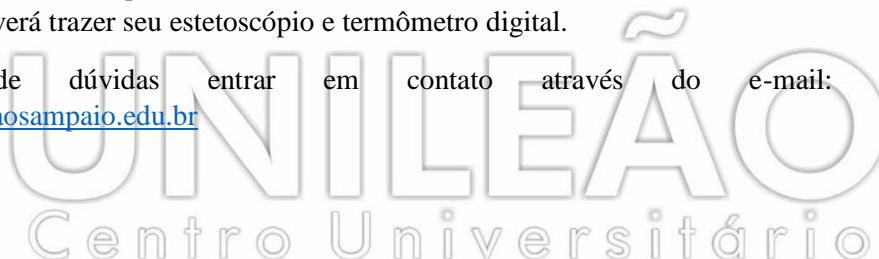 verá trazer seu estetoscópio e termômetro digital.
de dúvidas entrar em contato através do e-mail:
aosampaio.edu.br
UNILEÃO
Centro Universitário